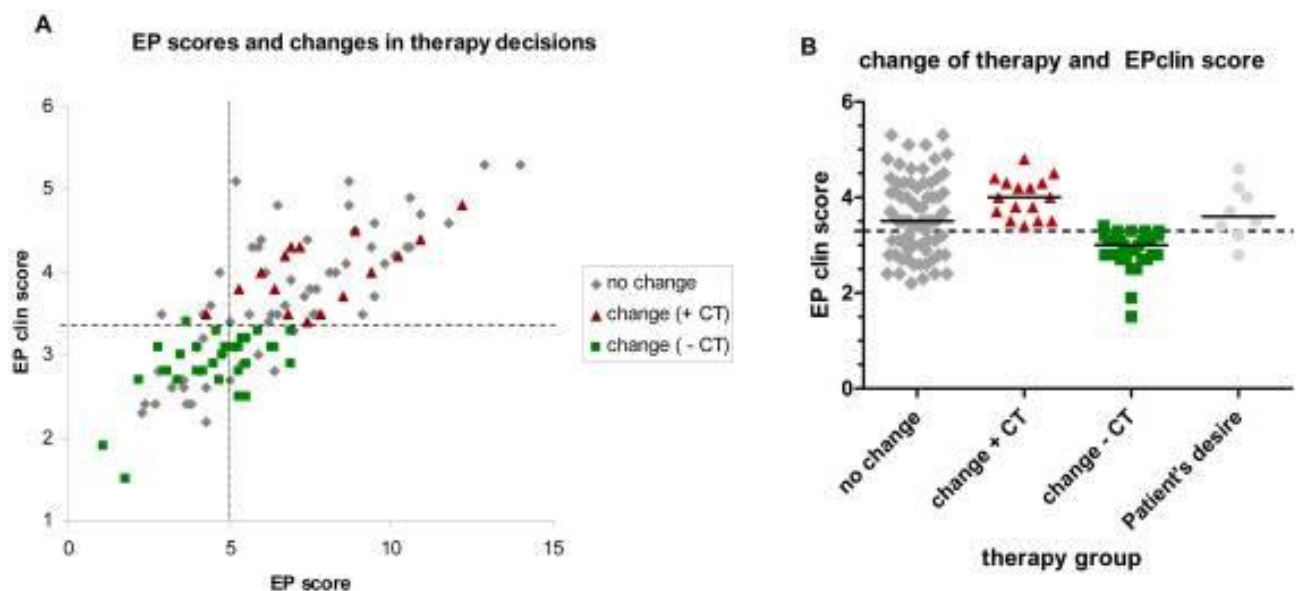 A
EP scores and changes in therapy decisions
6
5
4
3
2
1
EP clin score
0
5
10
15
EP score
no change
change (+ CT)
change ( - CT)
B
change of therapy and EPclin score
6
4
2
0
EP clin score
no change
change + CT
change - CT
Patient's desire
therapy group